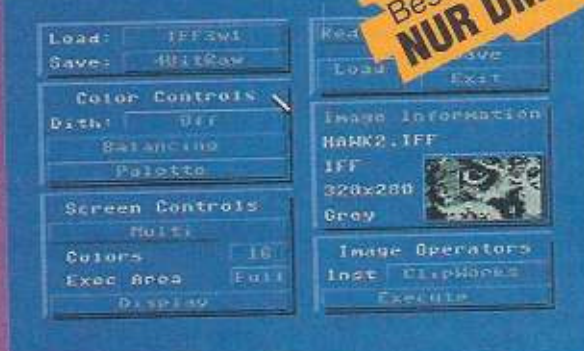 Load:
Save: 4BitRaw
Color Controls
Dith: Off
Balancing
Palette
Screen Controls
Multi
Colors 16
Exec Area Full
Display
NUR DM
Load
Exit
Image Information
HAWK2.IFF
IFF
320x280
Grey
Image Operators
Inst ClipWorks
Execute